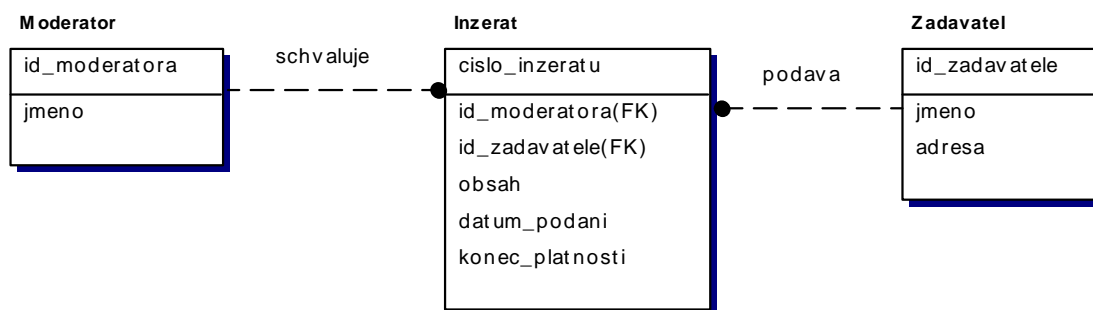 Moderator
id_moderatora
jmeno
schvaluje
Inzerat
cislo_inzeratu
id_moderatora(FK)
id_zadavatele(FK)
obsah
datum_podani
konec_platnosti
podava
Zadavatel
id_zadavatele
jmeno
adresa